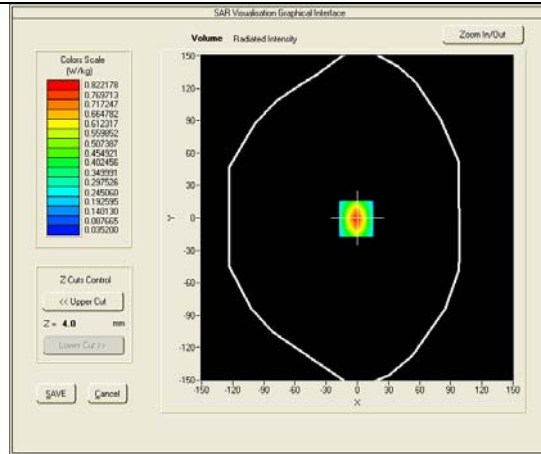 SAR Visualisation Graphical Interface
Volume Radiated Intensity
Zoom In/Out
Colors Scale
(W/kg)
0.822178
0.769713
0.717247
0.664782
0.612317
0.559852
0.507387
0.454921
0.402456
0.349991
0.297526
0.245060
0.192595
0.140130
0.087665
0.035200
Z Cuts Control
<< Upper Cut
Z = 4.0 mm
Lower Cut >>
SAVE Cancel
150-
120-
90-
60-
30-
0-
-30-
-60-
-90-
-120-
-150-
Y
-150 -120 -90 -60 -30 0 30 60 90 120 150
X